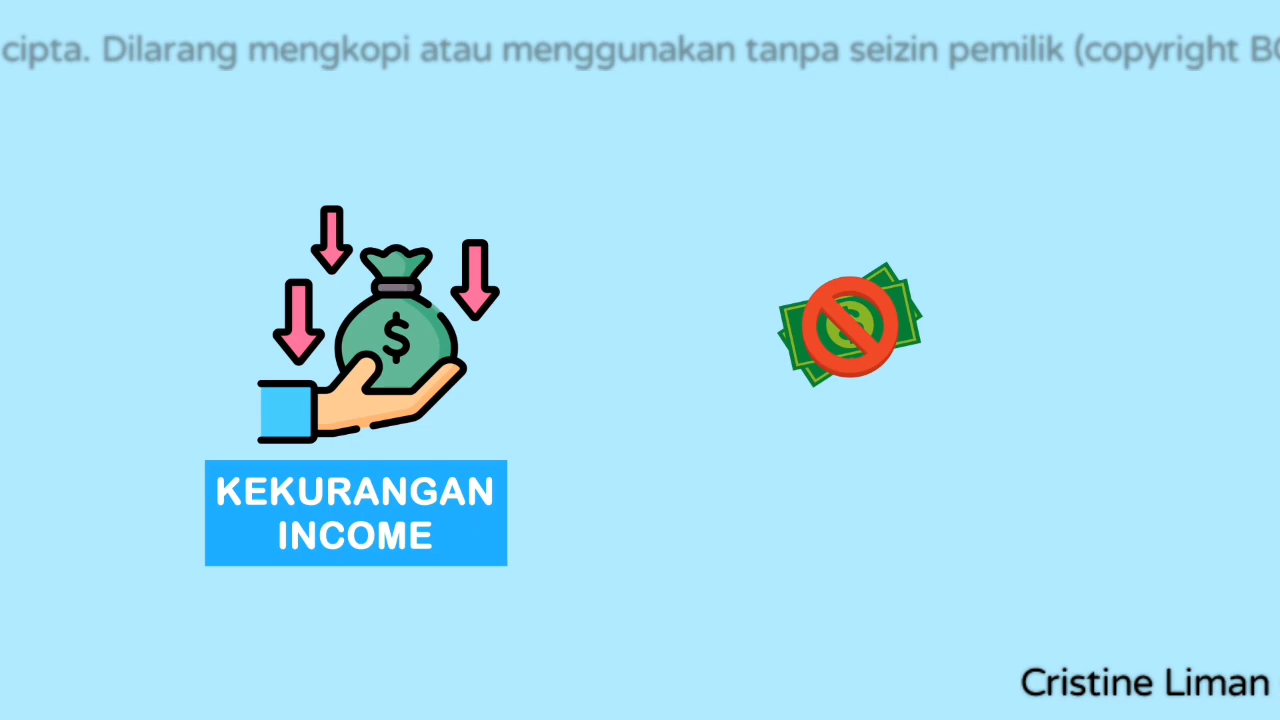 cipta. Dilarang mengkopi atau menggunakan tanpa seizin pemilik (copyright
$
KEKURANGAN
INCOME
Cristine Liman